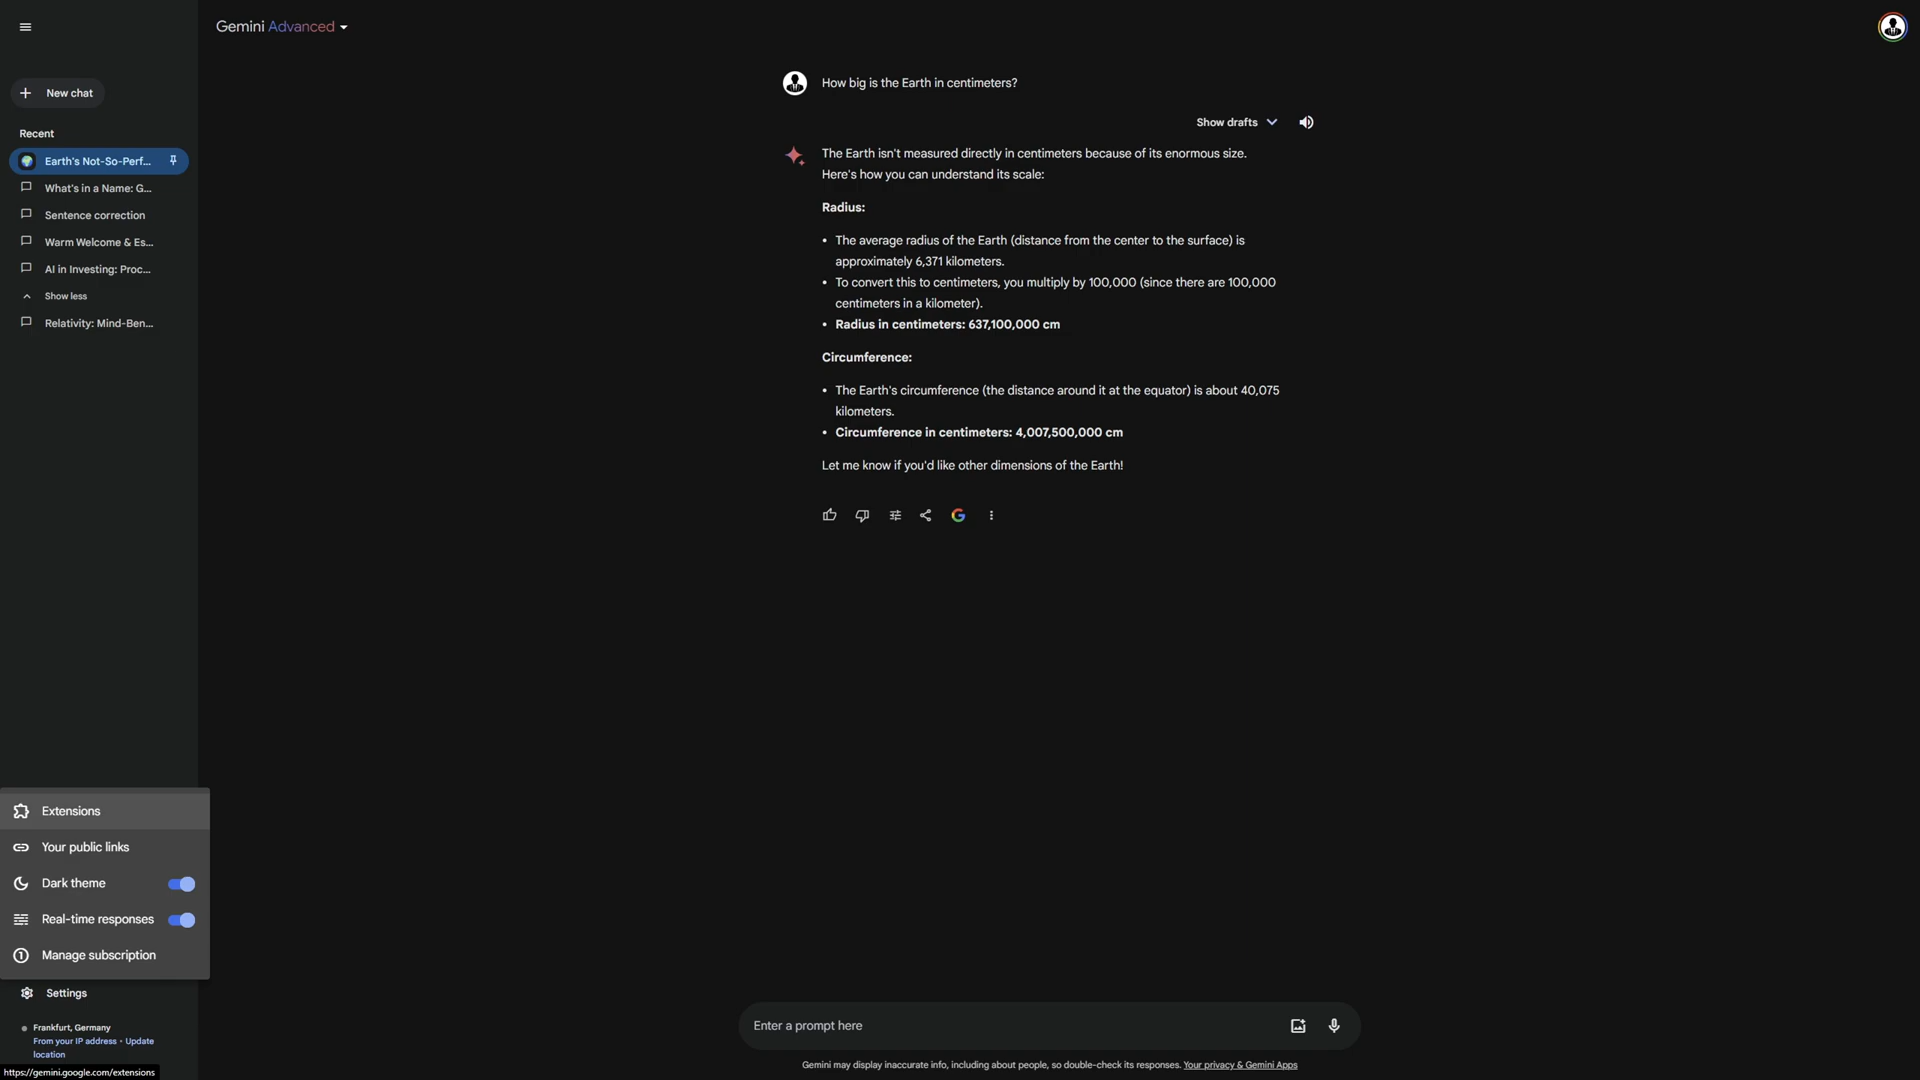 Gemini Advanced
New chat
Recent
Earth's Not-So-Perf...
What's in a Name: G...
Sentence correction
Warm Welcome & Es...
AI in Investing: Proc...
Show less
Relativity: Mind-Ben...
How big is the Earth in centimeters?
Show drafts
The Earth isn't measured directly in centimeters because of its enormous size.
Here's how you can understand its scale:
Radius:
• The average radius of the Earth (distance from the center to the surface) is
approximately 6,371 kilometers.
• To convert this to centimeters, you multiply by 100,000 (since there are 100,000
centimeters in a kilometer).
• Radius in centimeters: 637,100,000 cm
Circumference:
• The Earth's circumference (the distance around it at the equator) is about 40,075
kilometers.
• Circumference in centimeters: 4,007,500,000 cm
Let me know if you'd like other dimensions of the Earth!
Extensions
Your public links
Dark theme
Real-time responses
Manage subscription
Settings
Frankfurt, Germany
From your IP address • Update
location
https://gemini.google.com/extensions
Enter a prompt here
Gemini may display inaccurate info, including about people, so double-check its responses. Your privacy & Gemini Apps